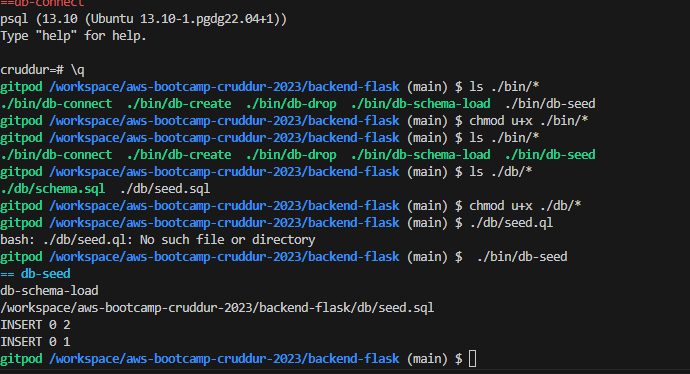 ==db-connect
psql (13.10 (Ubuntu 13.10-1.pgdg22.04+1))
Type "help" for help.
cruddur=# \q
gitpod /workspace/aws-bootcamp-cruddur-2023/backend-flask (main) $ ls ./bin/*
./bin/db-connect  ./bin/db-create  ./bin/db-drop  ./bin/db-schema-load  ./bin/db-seed
gitpod /workspace/aws-bootcamp-cruddur-2023/backend-flask (main) $ chmod u+x ./bin/*
gitpod /workspace/aws-bootcamp-cruddur-2023/backend-flask (main) $ ls ./bin/*
./bin/db-connect  ./bin/db-create  ./bin/db-drop  ./bin/db-schema-load  ./bin/db-seed
gitpod /workspace/aws-bootcamp-cruddur-2023/backend-flask (main) $ ls ./db/*
./db/schema.sql  ./db/seed.sql
gitpod /workspace/aws-bootcamp-cruddur-2023/backend-flask (main) $ chmod u+x ./db/*
gitpod /workspace/aws-bootcamp-cruddur-2023/backend-flask (main) $ ./db/seed.ql
bash: ./db/seed.ql: No such file or directory
gitpod /workspace/aws-bootcamp-cruddur-2023/backend-flask (main) $  ./bin/db-seed
== db-seed
db-schema-load
/workspace/aws-bootcamp-cruddur-2023/backend-flask/db/seed.sql
INSERT 0 2
INSERT 0 1
gitpod /workspace/aws-bootcamp-cruddur-2023/backend-flask (main) $